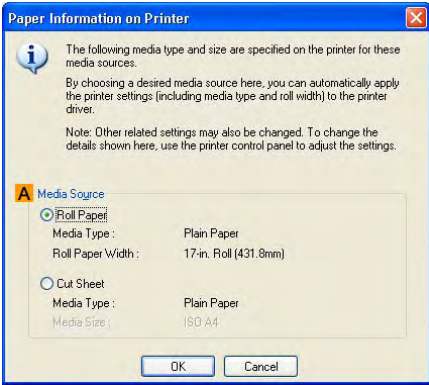 Paper Information on Printer
The following media type and size are specified on the printer for these
media sources.
By choosing a desired media source here, you can automatically apply
the printer settings (including media type and roll width) to the printer
driver.
Note: Other related settings may also be changed. To change the
details shown here, use the printer control panel to adjust the settings.
A Media Source
Roll Paper
Media Type : Plain Paper
Roll Paper Width : 17-in. Roll (431.8mm)
Cut Sheet
Media Type : Plain Paper
Media Size : ISO A4
OK Cancel